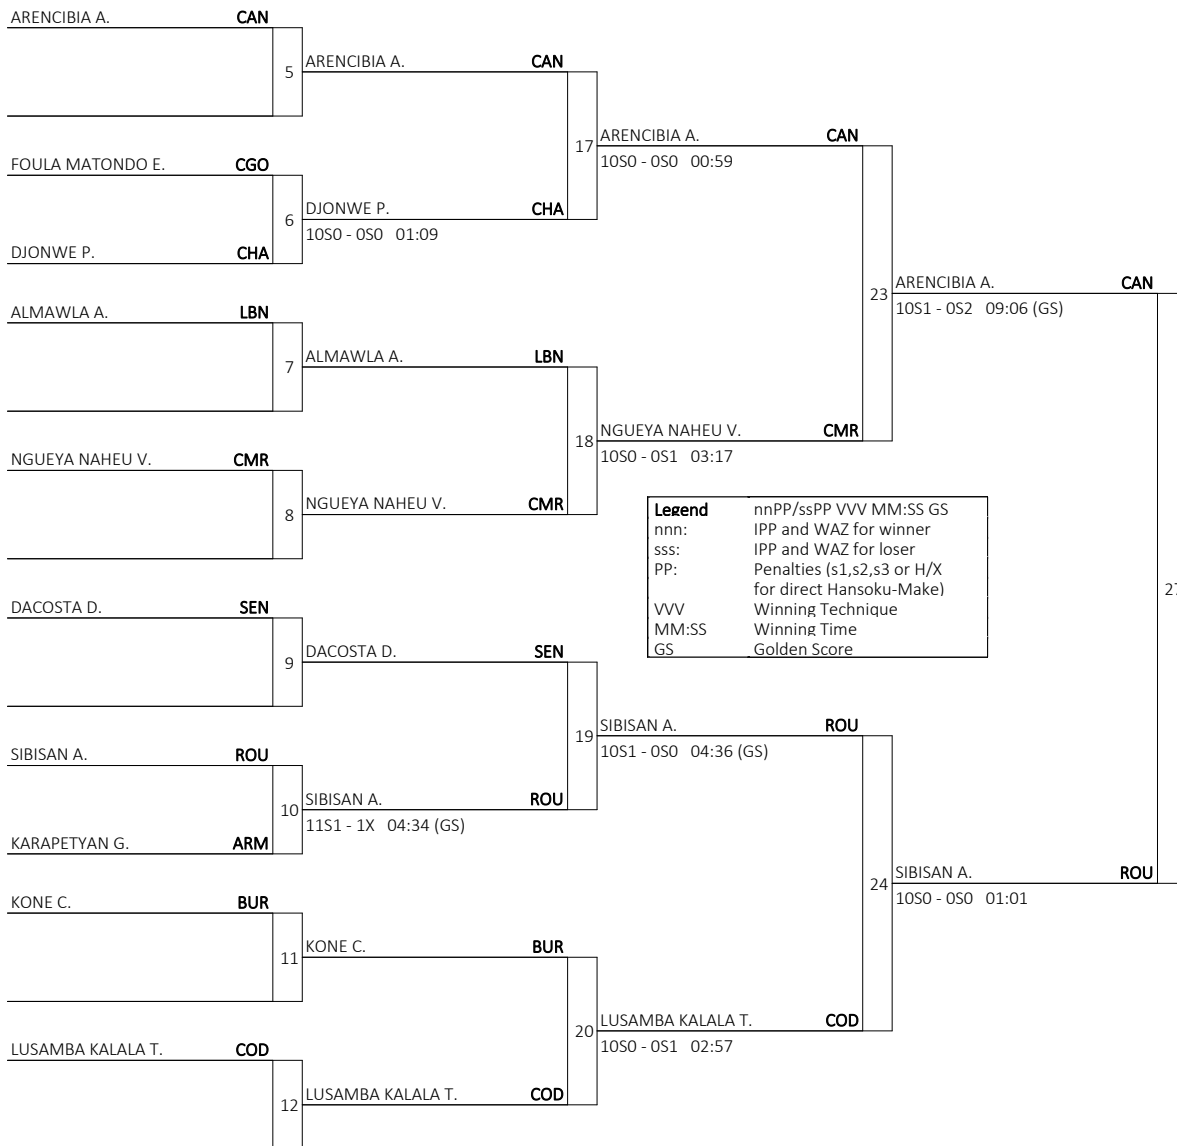 ARENCIBIA A. CAN
5 ARENCIBIA A. CAN
17 ARENCIBIA A. CAN
10S0 - 0S0 00:59
FOULA MATONDO E. CGO
6 DJONWE P. CHA
10S0 - 0S0 01:09
DJONWE P. CHA
23 ARENCIBIA A. CAN
10S1 - 0S2 09:06 (GS)
ALMAWLA A. LBN
7 ALMAWLA A. LBN
18 NGUEYA NAHEU V. CMR
10S0 - 0S1 03:17
NGUEYA NAHEU V. CMR
8 NGUEYA NAHEU V. CMR
Legend nnPP/ssPP VVV MM:SS GS
nnn: IPP and WAZ for winner
sss: IPP and WAZ for loser
PP: Penalties (s1,s2,s3 or H/X
for direct Hansoku-Make)
VVV Winning Technique
MM:SS Winning Time
GS Golden Score
27
DACOSTA D. SEN
9 DACOSTA D. SEN
19 SIBISAN A. ROU
10S1 - 0S0 04:36 (GS)
SIBISAN A. ROU
10 SIBISAN A. ROU
11S1 - 1X 04:34 (GS)
KARAPETYAN G. ARM
24 SIBISAN A. ROU
10S0 - 0S0 01:01
KONE C. BUR
11 KONE C. BUR
20 LUSAMBA KALALA T. COD
10S0 - 0S1 02:57
LUSAMBA KALALA T. COD
12 LUSAMBA KALALA T. COD